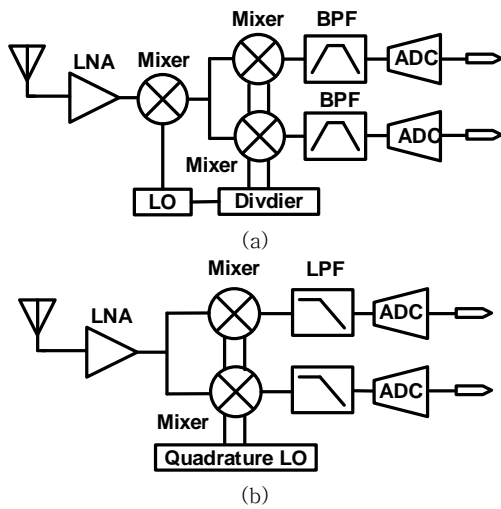 Mixer
BPF
LNA
Mixer
ADC
BPF
ADC
Mixer
LO
Divdier
(a)
Mixer
LPF
LNA
ADC
ADC
Mixer
Quadrature LO
(b)